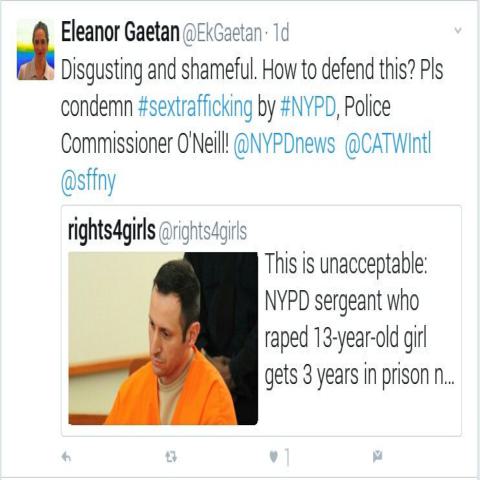 Eleanor Gaetan @EkGaetan · 1d
Disgusting and shameful. How to defend this? Pls
condemn #sextrafficking by #NYPD, Police
Commissioner O'Neill! @NYPDnews @CATWIntl
@sffny
rights4girls @rights4girls
This is unacceptable:
NYPD sergeant who
raped 13-year-old girl
gets 3 years in prison n...
1